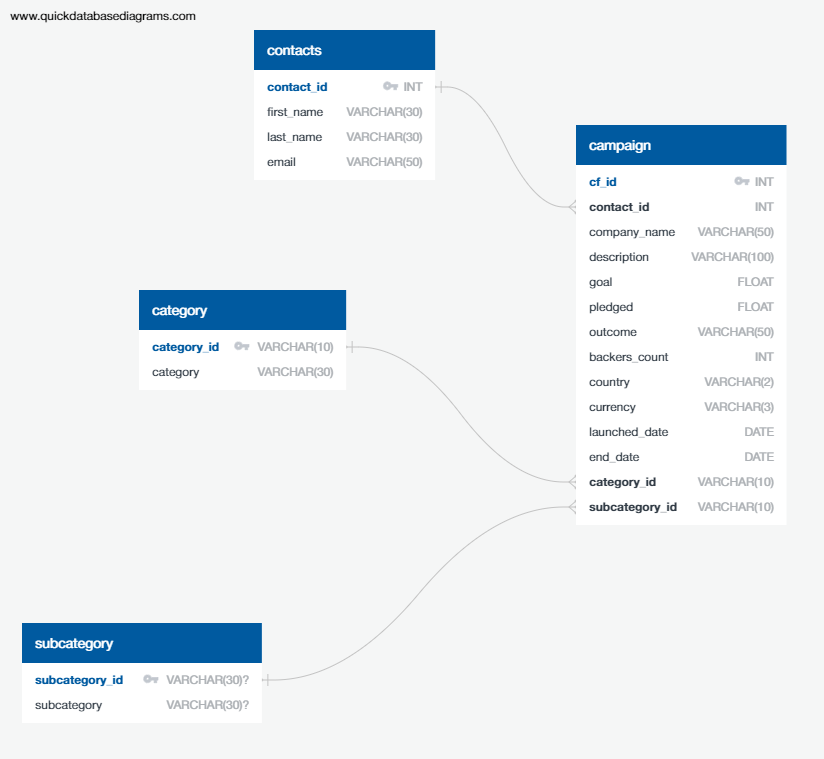 www.quickdatabasediagrams.com
contacts
contact_id INT
first_name VARCHAR(30)
last_name VARCHAR(30)
email VARCHAR(50)
campaign
cf_id INT
contact_id INT
company_name VARCHAR(50)
description VARCHAR(100)
goal FLOAT
pledged FLOAT
outcome VARCHAR(50)
backers_count INT
country VARCHAR(2)
currency VARCHAR(3)
launched_date DATE
end_date DATE
category_id VARCHAR(10)
subcategory_id VARCHAR(10)
category
category_id VARCHAR(10)
category VARCHAR(30)
subcategory
subcategory_id VARCHAR(30)?
subcategory VARCHAR(30)?